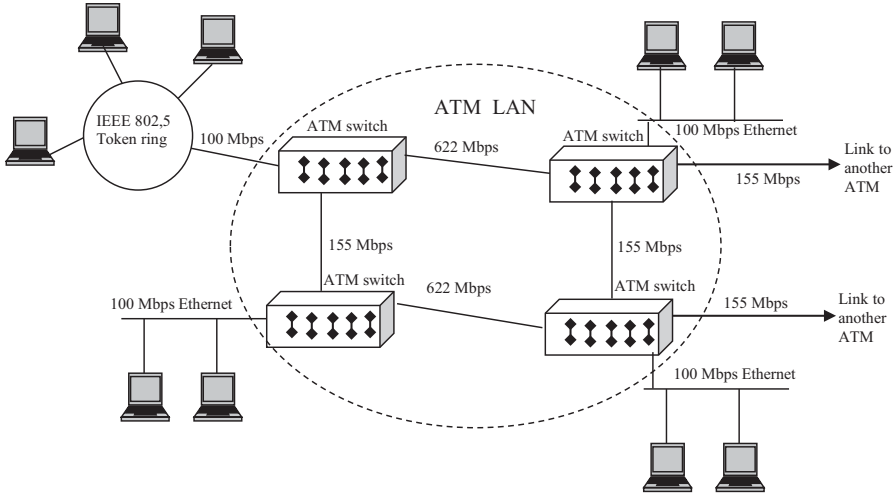 ATM LAN
IEEE 802,5
Token ring
100 Mbps
ATM switch
622 Mbps
ATM switch
100 Mbps Ethernet
Link to
another
ATM
155 Mbps
155 Mbps
155 Mbps
ATM switch
622 Mbps
ATM switch
100 Mbps Ethernet
155 Mbps
Link to
another
ATM
100 Mbps Ethernet